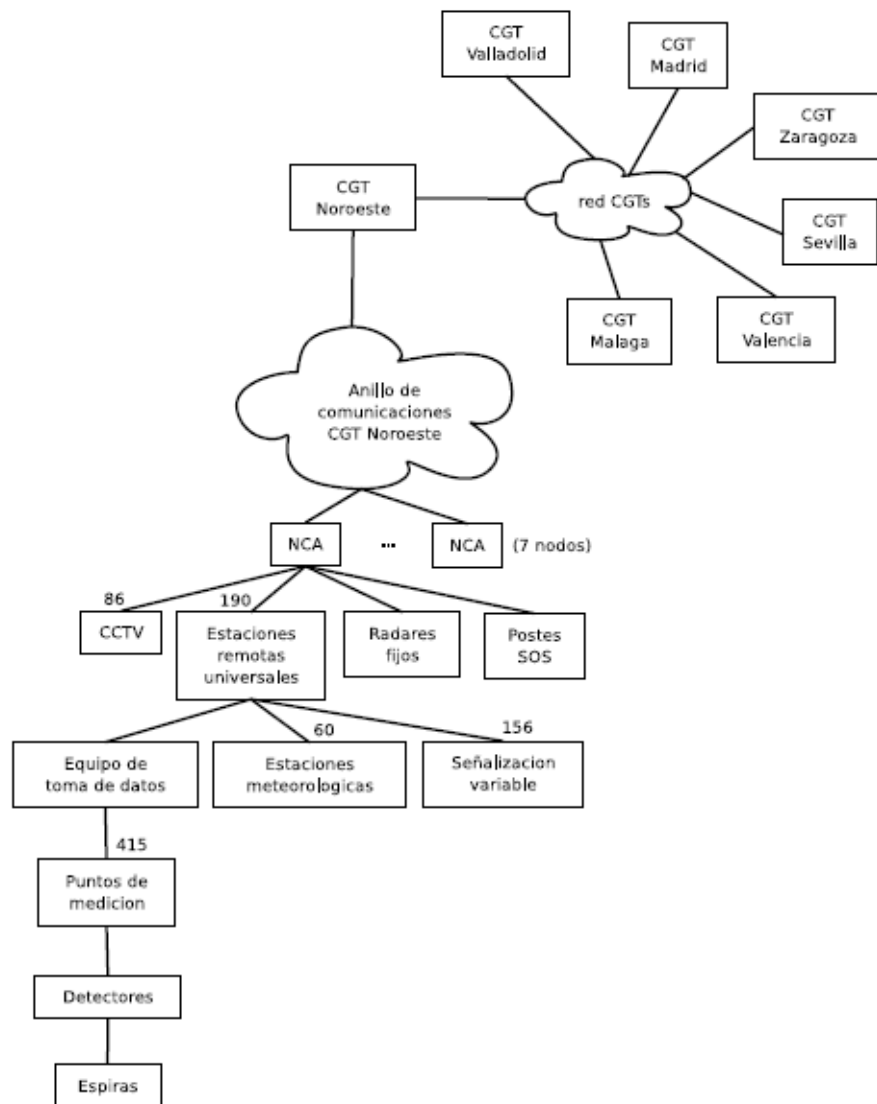 CGT
Valladolid
CGT
Madrid
CGT
Zaragoza
CGT
Noroeste
red CGTs
CGT
Sevilla
CGT
Malaga
CGT
Valencia
Anillo de
comunicaciones
CGT Noroeste
NCA
...
NCA
(7 nodos)
86
CCTV
190
Estaciones
remotas
universales
Radares
fijos
Postes
SOS
Equipo de
toma de datos
60
Estaciones
meteorologicas
156
Señalizacion
variable
415
Puntos de
medicion
Detectores
Espiras